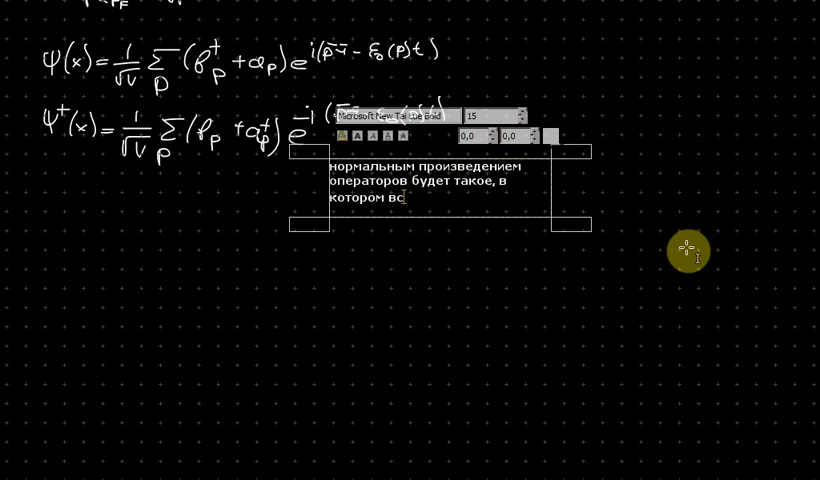 ψ(x)=1/√V Σ_p (b_p^+ + a_p) e^{i(p̄r̄ - ε₀(p)t)}
ψ^+(x)=1/√V Σ_p (b_p + a_p^+) e^{-i(
Microsoft New Tai Lue Bold 15
A A A A A 0,0 0,0
нормальным произведением
операторов будет такое, в
котором вс